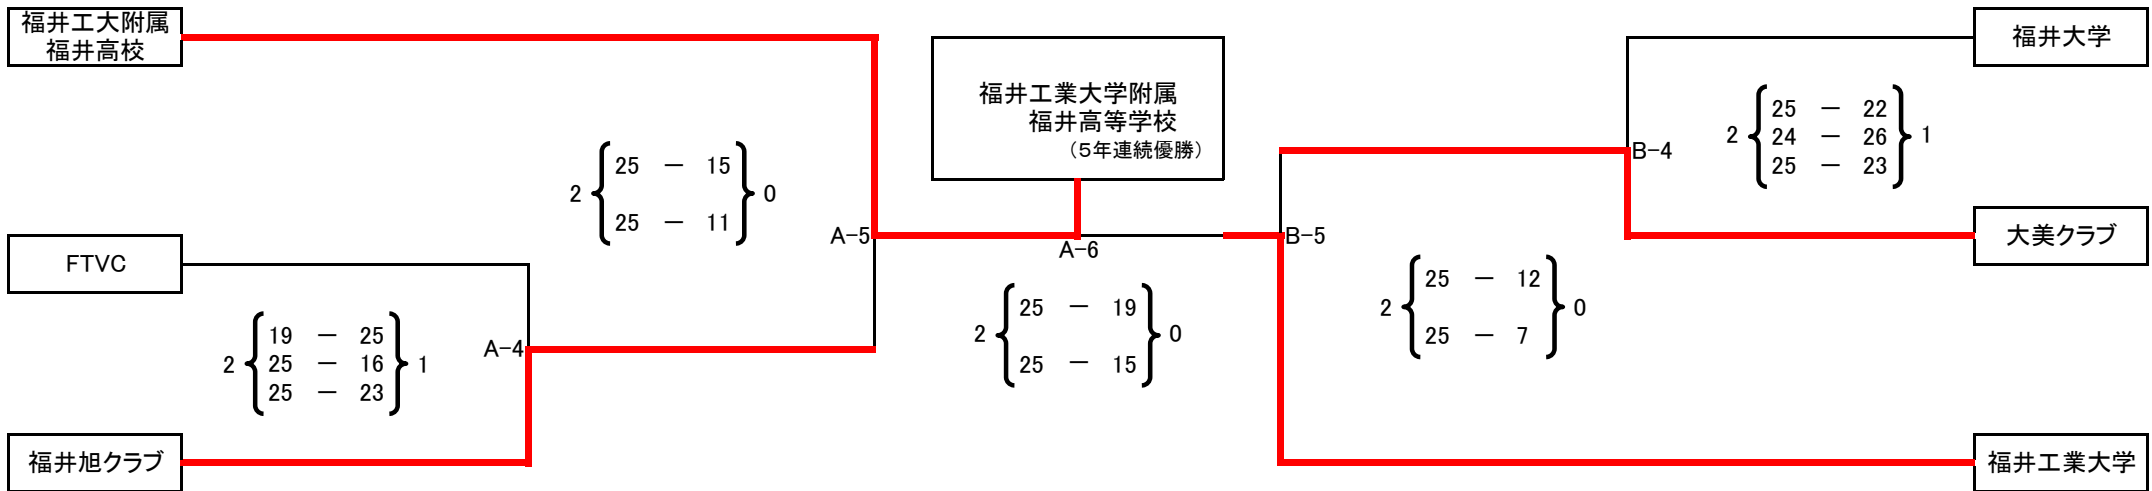 福井工大附属
福井高校
福井大学
福井工業大学附属
福井高等学校
(5年連続優勝)
2 25 － 22 1
24 － 26
25 － 23
B-4
2 25 － 15 0
25 － 11
A-5
A-6
B-5
大美クラブ
FTVC
2 25 － 12 0
25 － 7
2 25 － 19 0
25 － 15
2 19 － 25 1
25 － 16
25 － 23
A-4
福井旭クラブ
福井工業大学